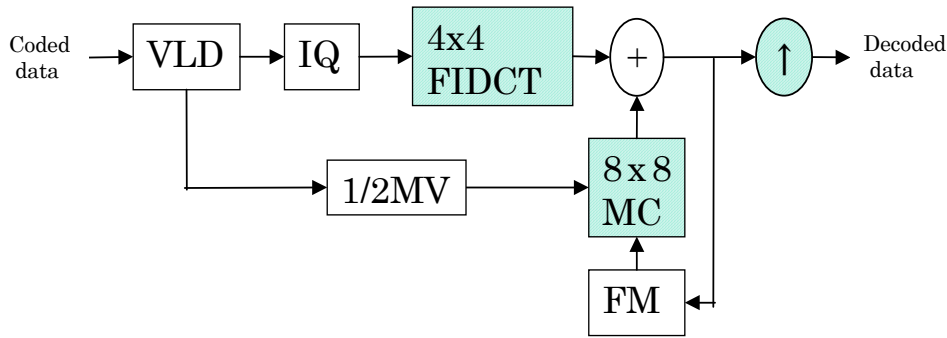 Coded
data
VLD
IQ
4x4
FIDCT
+
↑
Decoded
data
1/2MV
8x8
MC
FM